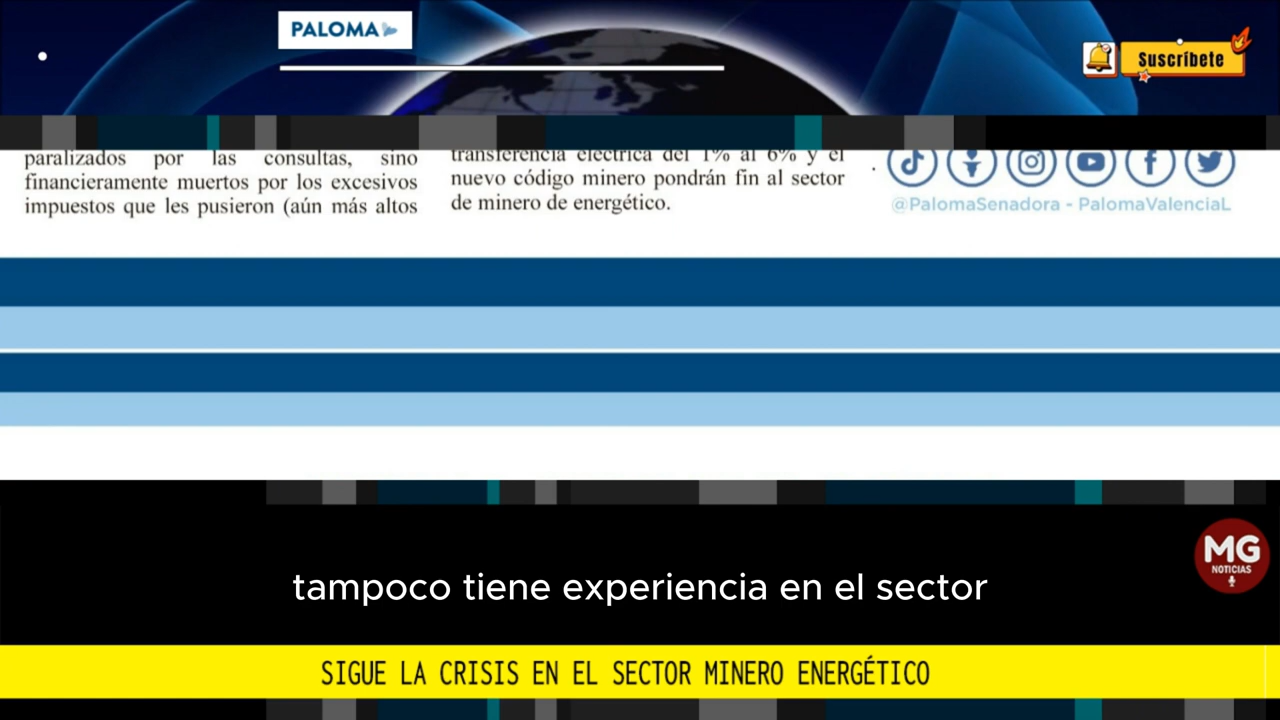 PALOMA
Suscríbete
paralizados por las consultas, sino
financieramente muertos por los excesivos
impuestos que les pusieron (aún más altos
transferencia eléctrica del 1% al 6% y el
nuevo código minero pondrán fin al sector
de minero de energético.
@PalomaSenadora - PalomaValenciaL
MG
NOTICIAS
tampoco tiene experiencia en el sector
SIGUE LA CRISIS EN EL SECTOR MINERO ENERGÉTICO